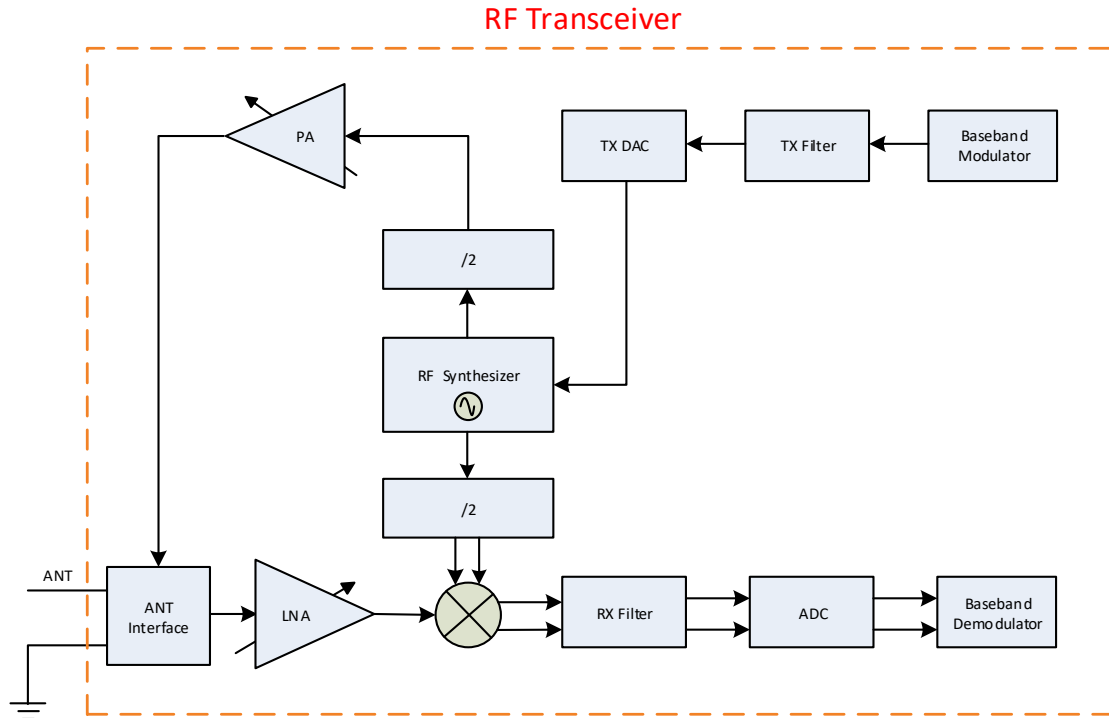 RF Transceiver
PA
TX DAC
TX Filter
Baseband
Modulator
/2
RF Synthesizer
/2
ANT
ANT
Interface
LNA
RX Filter
ADC
Baseband
Demodulator